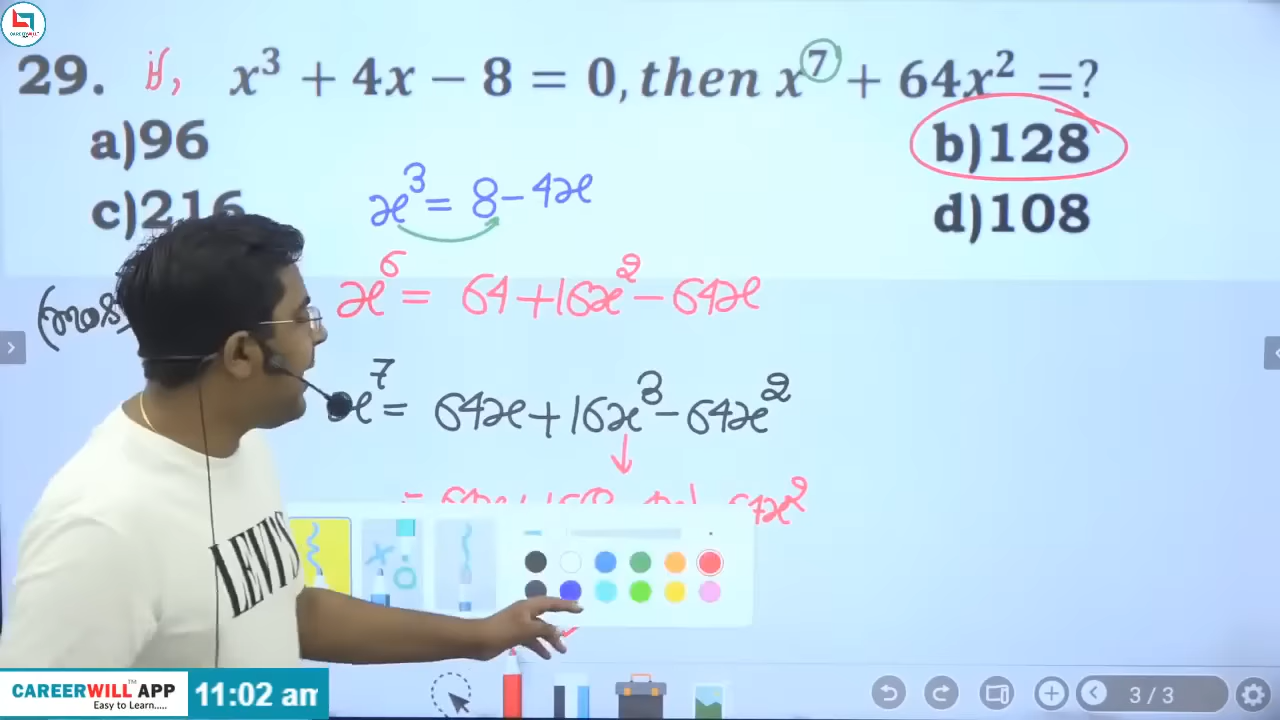 CAREERWILL
29. if, x³ + 4x − 8 = 0, then x⁷ + 64x² =?
a)96 b)128
c)216 d)108
x³ = 8 − 4x
x⁶ = 64 + 16x² − 64x
x⁷ = 64x + 16x³ − 64x²
LEVI'S
CAREERWILL™ APP
Easy to Learn.....
11:02 am
3 / 3